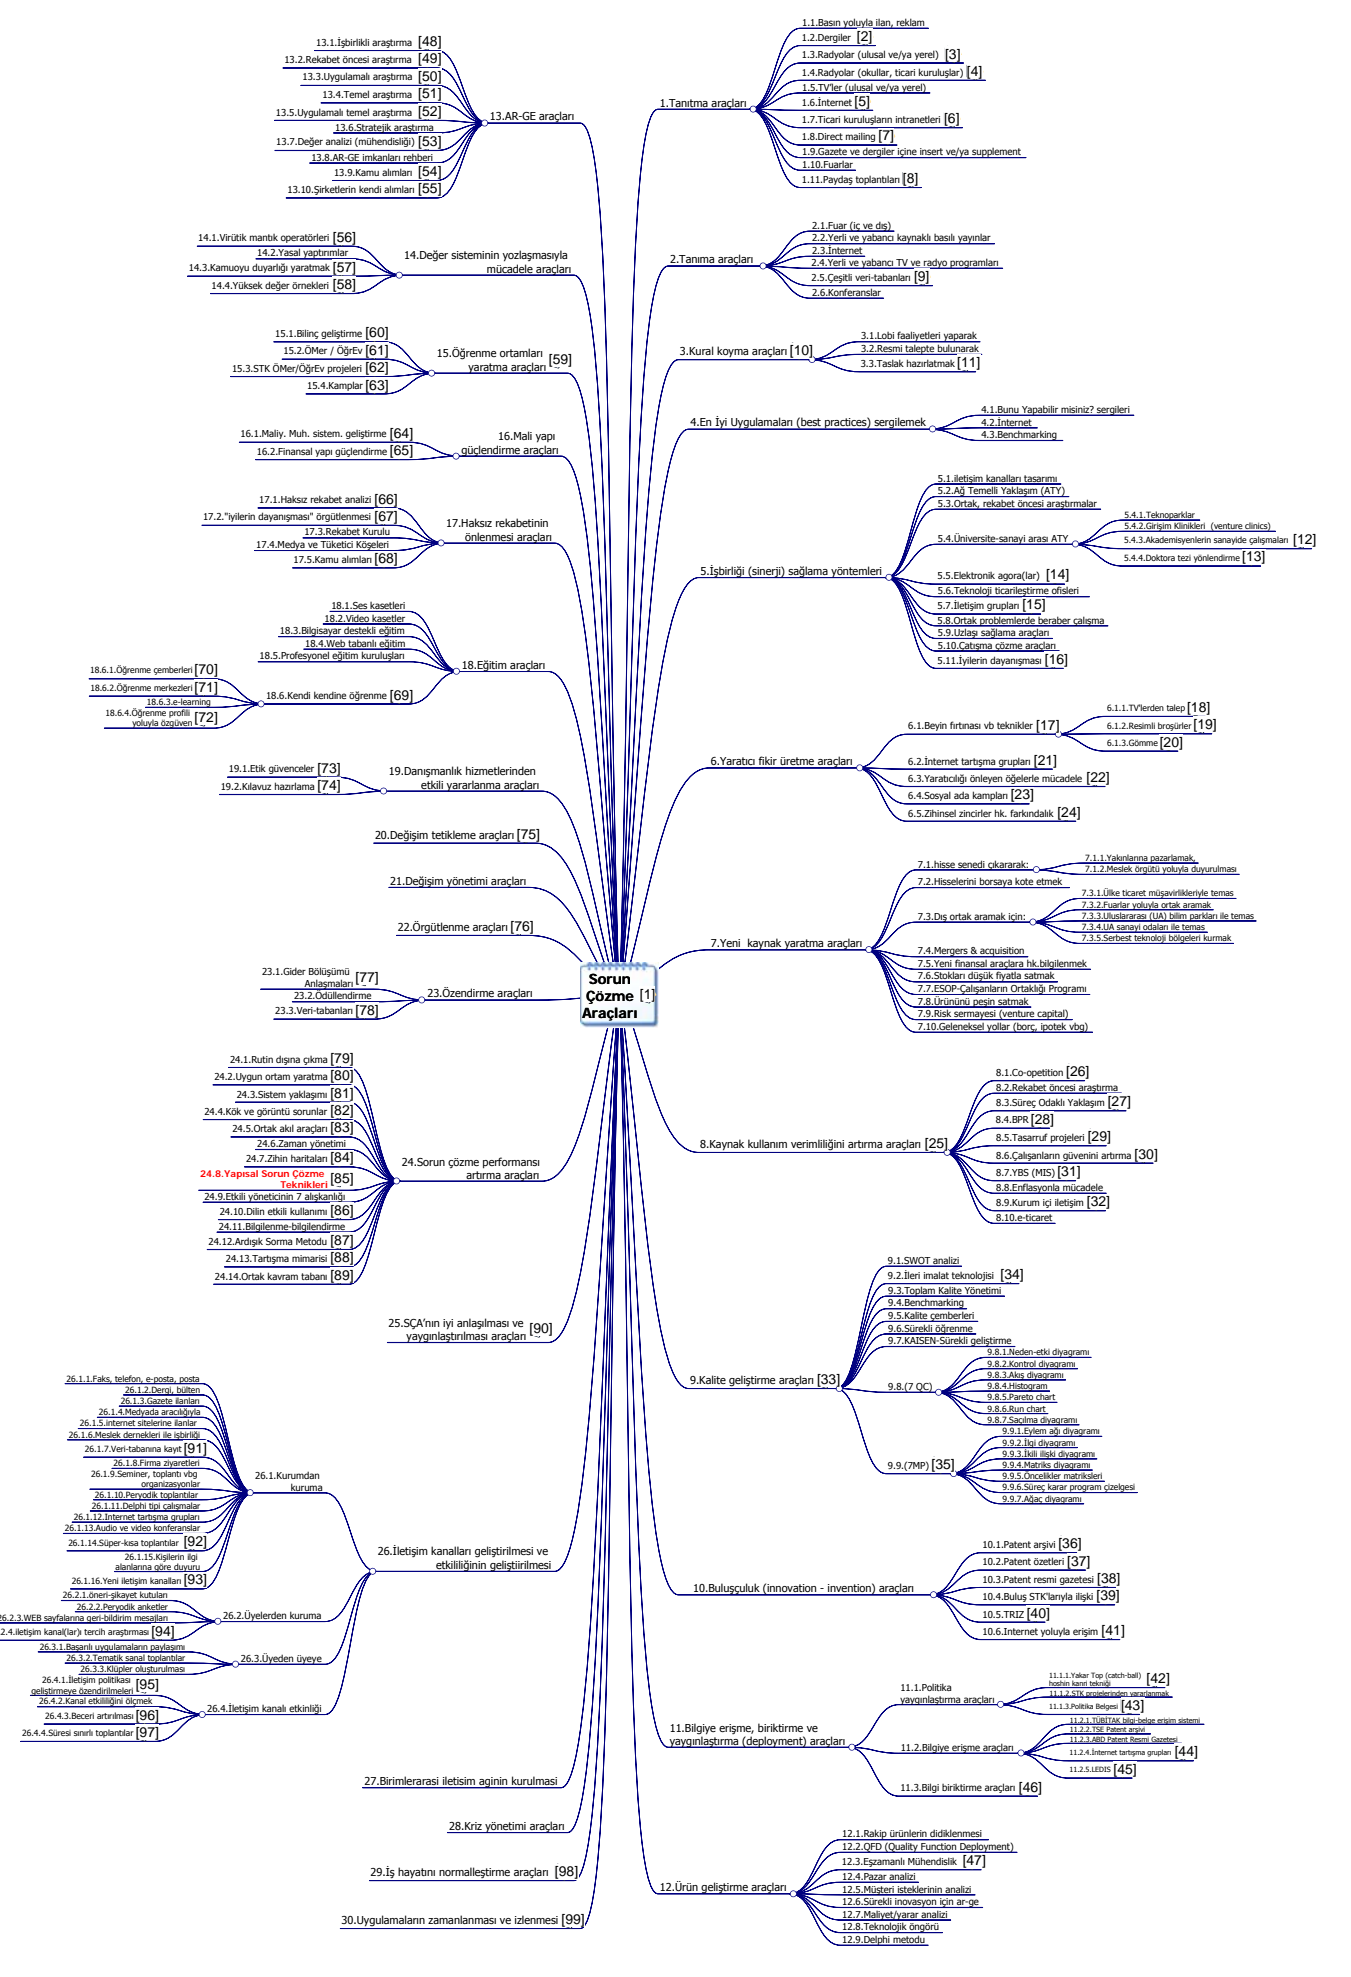 Sorun
Çözme [1]
Araçları
1.Tanıtma araçları
1.1.Basın yoluyla ilan, reklam
1.2.Dergiler [2]
1.3.Radyolar (ulusal ve/ya yerel) [3]
1.4.Radyolar (okullar, ticari kuruluşlar) [4]
1.5.TV'ler (ulusal ve/ya yerel)
1.6.İnternet [5]
1.7.Ticari kuruluşların intranetleri [6]
1.8.Direct mailing [7]
1.9.Gazete ve dergiler içine insert ve/ya supplement
1.10.Fuarlar
1.11.Paydaş toplantıları [8]
2.Tanıma araçları
2.1.Fuar (iç ve dış)
2.2.Yerli ve yabancı kaynaklı basılı yayınlar
2.3.İnternet
2.4.Yerli ve yabancı TV ve radyo programları
2.5.Çeşitli veri-tabanları [9]
2.6.Konferanslar
3.Kural koyma araçları [10]
3.1.Lobi faaliyetleri yaparak
3.2.Resmi talepte bulunarak
3.3.Taslak hazırlatmak [11]
4.En İyi Uygulamaları (best practices) sergilemek
4.1.Bunu Yapabilir misiniz? sergileri
4.2.İnternet
4.3.Benchmarking
5.İşbirliği (sinerji) sağlama yöntemleri
5.1.iletişim kanalları tasarımı
5.2.Ağ Temelli Yaklaşım (ATY)
5.3.Ortak, rekabet öncesi araştırmalar
5.4.Üniversite-sanayi arası ATY
5.4.1.Teknoparklar
5.4.2.Girişim Klinikleri (venture clinics)
5.4.3.Akademisyenlerin sanayide çalışmaları [12]
5.4.4.Doktora tezi yönlendirme [13]
5.5.Elektronik agora(lar) [14]
5.6.Teknoloji ticarileştirme ofisleri
5.7.İletişim grupları [15]
5.8.Ortak problemlerde beraber çalışma
5.9.Uzlaşı sağlama araçları
5.10.Çatışma çözme araçları
5.11.İyilerin dayanışması [16]
6.Yaratıcı fikir üretme araçları
6.1.Beyin fırtınası vb teknikler [17]
6.1.1.TV'lerden talep [18]
6.1.2.Resimli broşürler [19]
6.1.3.Gömme [20]
6.2.İnternet tartışma grupları [21]
6.3.Yaratıcılığı önleyen öğelerle mücadele [22]
6.4.Sosyal ada kampları [23]
6.5.Zihinsel zincirler hk. farkındalık [24]
7.Yeni kaynak yaratma araçları
7.1.hisse senedi çıkararak:
7.1.1.Yakınlarına pazarlamak,
7.1.2.Meslek örgütü yoluyla duyurulması
7.2.Hisselerini borsaya kote etmek
7.3.Dış ortak aramak için:
7.3.1.Ülke ticaret müşavirlikleriyle temas
7.3.2.Fuarlar yoluyla ortak aramak
7.3.3.Uluslararası (UA) bilim parkları ile temas
7.3.4.UA sanayi odaları ile temas
7.3.5.Serbest teknoloji bölgeleri kurmak
7.4.Mergers & acquisition
7.5.Yeni finansal araçlara hk.bilgilenmek
7.6.Stokları düşük fiyatla satmak
7.7.ESOP-Çalışanların Ortaklığı Programı
7.8.Ürününü peşin satmak
7.9.Risk sermayesi (venture capital)
7.10.Geleneksel yollar (borç, ipotek vbg)
8.Kaynak kullanım verimliliğini artırma araçları [25]
8.1.Co-opetition [26]
8.2.Rekabet öncesi araştırma
8.3.Süreç Odaklı Yaklaşım [27]
8.4.BPR [28]
8.5.Tasarruf projeleri [29]
8.6.Çalışanların güvenini artırma [30]
8.7.YBS (MIS) [31]
8.8.Enflasyonla mücadele
8.9.Kurum içi iletişim [32]
8.10.e-ticaret
9.Kalite geliştirme araçları [33]
9.1.SWOT analizi
9.2.İleri imalat teknolojisi [34]
9.3.Toplam Kalite Yönetimi
9.4.Benchmarking
9.5.Kalite çemberleri
9.6.Sürekli öğrenme
9.7.KAISEN-Sürekli geliştirme
9.8.(7 QC)
9.8.1.Neden-etki diyagramı
9.8.2.Kontrol diyagramı
9.8.3.Akış diyagramı
9.8.4.Histogram
9.8.5.Pareto chart
9.8.6.Run chart
9.8.7.Saçılma diyagramı
9.9.(7MP) [35]
9.9.1.Eylem ağı diyagramı
9.9.2.İlgi diyagramı
9.9.3.İkili ilişki diyagramı
9.9.4.Matriks diyagramı
9.9.5.Öncelikler matriksleri
9.9.6.Süreç karar program çizelgesi
9.9.7.Ağaç diyagramı
10.Buluşçuluk (innovation - invention) araçları
10.1.Patent arşivi [36]
10.2.Patent özetleri [37]
10.3.Patent resmi gazetesi [38]
10.4.Buluş STK'larıyla ilişki [39]
10.5.TRIZ [40]
10.6.Internet yoluyla erişim [41]
11.Bilgiye erişme, biriktirme ve
yaygınlaştırma (deployment) araçları
11.1.Politika
yaygınlaştırma araçları
11.1.1.Yakar Top (catch-ball) [42]
hoshin kanri tekniği
11.1.2.STK projelerinden yararlanmak
11.1.3.Politika Belgesi [43]
11.2.Bilgiye erişme araçları
11.2.1.TÜBİTAK bilgi-belge erişim sistemi
11.2.2.TSE Patent arşivi
11.2.3.ABD Patent Resmi Gazetesi
11.2.4.İnternet tartışma grupları [44]
11.2.5.LEDIS [45]
11.3.Bilgi biriktirme araçları [46]
12.Ürün geliştirme araçları
12.1.Rakip ürünlerin didiklenmesi
12.2.QFD (Quality Function Deployment)
12.3.Eşzamanlı Mühendislik [47]
12.4.Pazar analizi
12.5.Müşteri isteklerinin analizi
12.6.Sürekli inovasyon için ar-ge
12.7.Maliyet/yarar analizi
12.8.Teknolojik öngörü
12.9.Delphi metodu
13.AR-GE araçları
13.1.İşbirlikli araştırma [48]
13.2.Rekabet öncesi araştırma [49]
13.3.Uygulamalı araştırma [50]
13.4.Temel araştırma [51]
13.5.Uygulamalı temel araştırma [52]
13.6.Stratejik araştırma
13.7.Değer analizi (mühendisliği) [53]
13.8.AR-GE imkanları rehberi
13.9.Kamu alımları [54]
13.10.Şirketlerin kendi alımları [55]
14.Değer sisteminin yozlaşmasıyla
mücadele araçları
14.1.Virütik mantık operatörleri [56]
14.2.Yasal yaptırımlar
14.3.Kamuoyu duyarlığı yaratmak [57]
14.4.Yüksek değer örnekleri [58]
15.Öğrenme ortamları [59]
yaratma araçları
15.1.Bilinç geliştirme [60]
15.2.ÖMer / ÖğrEv [61]
15.3.STK ÖMer/ÖğrEv projeleri [62]
15.4.Kamplar [63]
16.Mali yapı
güçlendirme araçları
16.1.Maliy. Muh. sistem. geliştirme [64]
16.2.Finansal yapı güçlendirme [65]
17.Haksız rekabetinin
önlenmesi araçları
17.1.Haksız rekabet analizi [66]
17.2."iyilerin dayanışması" örgütlenmesi [67]
17.3.Rekabet Kurulu
17.4.Medya ve Tüketici Köşeleri
17.5.Kamu alımları [68]
18.Eğitim araçları
18.1.Ses kasetleri
18.2.Video kasetler
18.3.Bilgisayar destekli eğitim
18.4.Web tabanlı eğitim
18.5.Profesyonel eğitim kuruluşları
18.6.Kendi kendine öğrenme [69]
18.6.1.Öğrenme çemberleri [70]
18.6.2.Öğrenme merkezleri [71]
18.6.3.e-learning
18.6.4.Öğrenme profili [72]
yoluyla özgüven
19.Danışmanlık hizmetlerinden
etkili yararlanma araçları
19.1.Etik güvenceler [73]
19.2.Kılavuz hazırlama [74]
20.Değişim tetikleme araçları [75]
21.Değişim yönetimi araçları
22.Örgütlenme araçları [76]
23.Özendirme araçları
23.1.Gider Bölüşümü [77]
Anlaşmaları
23.2.Ödüllendirme
23.3.Veri-tabanları [78]
24.Sorun çözme performansı
artırma araçları
24.1.Rutin dışına çıkma [79]
24.2.Uygun ortam yaratma [80]
24.3.Sistem yaklaşımı [81]
24.4.Kök ve görüntü sorunlar [82]
24.5.Ortak akıl araçları [83]
24.6.Zaman yönetimi
24.7.Zihin haritaları [84]
24.8.Yapısal Sorun Çözme [85]
Teknikleri
24.9.Etkili yöneticinin 7 alışkanlığı
24.10.Dilin etkili kullanımı [86]
24.11.Bilgilenme-bilgilendirme
24.12.Ardışık Sorma Metodu [87]
24.13.Tartışma mimarisi [88]
24.14.Ortak kavram tabanı [89]
25.SÇA'nın iyi anlaşılması ve [90]
yaygınlaştırılması araçları
26.İletişim kanalları geliştirilmesi ve
etkililiğinin geliştiirilmesi
26.1.Kurumdan
kuruma
26.1.1.Faks, telefon, e-posta, posta
26.1.2.Dergi, bülten
26.1.3.Gazete ilanları
26.1.4.Medyada aracılığıyla
26.1.5.internet sitelerine ilanlar
26.1.6.Meslek dernekleri ile işbirliği
26.1.7.Veri-tabanına kayıt [91]
26.1.8.Firma ziyaretleri
26.1.9.Seminer, toplantı vbg
organizasyonlar
26.1.10.Peryodik toplantılar
26.1.11.Delphi tipi çalışmalar
26.1.12.Internet tartışma grupları
26.1.13.Audio ve video konferanslar
26.1.14.Süper-kısa toplantılar [92]
26.1.15.Kişilerin ilgi
alanlarına göre duyuru
26.1.16.Yeni iletişim kanalları [93]
26.2.Üyelerden kuruma
26.2.1.öneri-şikayet kutuları
26.2.2.Peryodik anketler
26.2.3.WEB sayfalarına geri-bildirim mesajları
2.4.iletişim kanal(lar)ı tercih araştırması [94]
26.3.Üyeden üyeye
26.3.1.Başarılı uygulamaların paylaşımı
26.3.2.Tematik sanal toplantılar
26.3.3.Klüpler oluşturulması
26.4.İletişim kanalı etkinliği
26.4.1.İletişim politikası [95]
geliştirmeye özendirilmeleri
26.4.2.Kanal etkililiğini ölçmek
26.4.3.Beceri artırılması [96]
26.4.4.Süresi sınırlı toplantılar [97]
27.Birimlerarasi iletisim aginin kurulmasi
28.Kriz yönetimi araçları
29.İş hayatını normalleştirme araçları [98]
30.Uygulamaların zamanlanması ve izlenmesi [99]